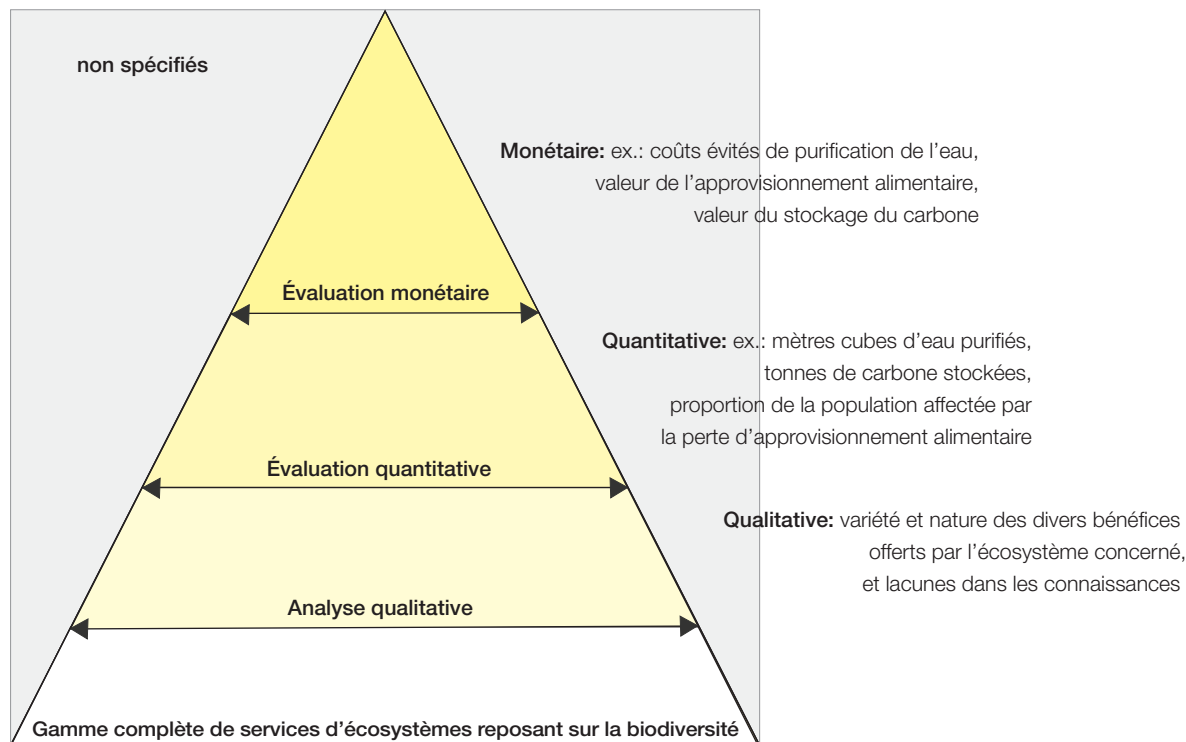 non spécifiés
Monétaire: ex.: coûts évités de purification de l’eau,
valeur de l’approvisionnement alimentaire,
valeur du stockage du carbone
Évaluation monétaire
Quantitative: ex.: mètres cubes d’eau purifiés,
tonnes de carbone stockées,
proportion de la population affectée par
la perte d’approvisionnement alimentaire
Évaluation quantitative
Qualitative: variété et nature des divers bénéfices
offerts par l’écosystème concerné,
et lacunes dans les connaissances
Analyse qualitative
Gamme complète de services d’écosystèmes reposant sur la biodiversité